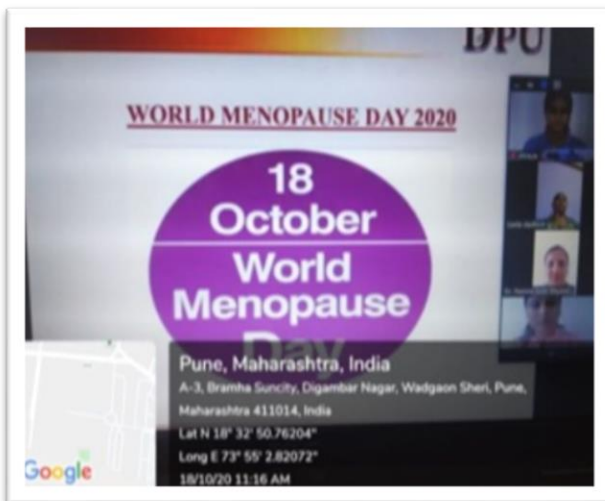 DPU
WORLD MENOPAUSE DAY 2020
18
October
World
Menopause
Day
Pune, Maharashtra, India
A-3, Bramha Suncity, Digambar Nagar, Wadgaon Sheri, Pune,
Maharashtra 411014, India
Lat N 18° 32' 50.76204"
Long E 73° 55' 2.82072"
18/10/20 11:16 AM
Google